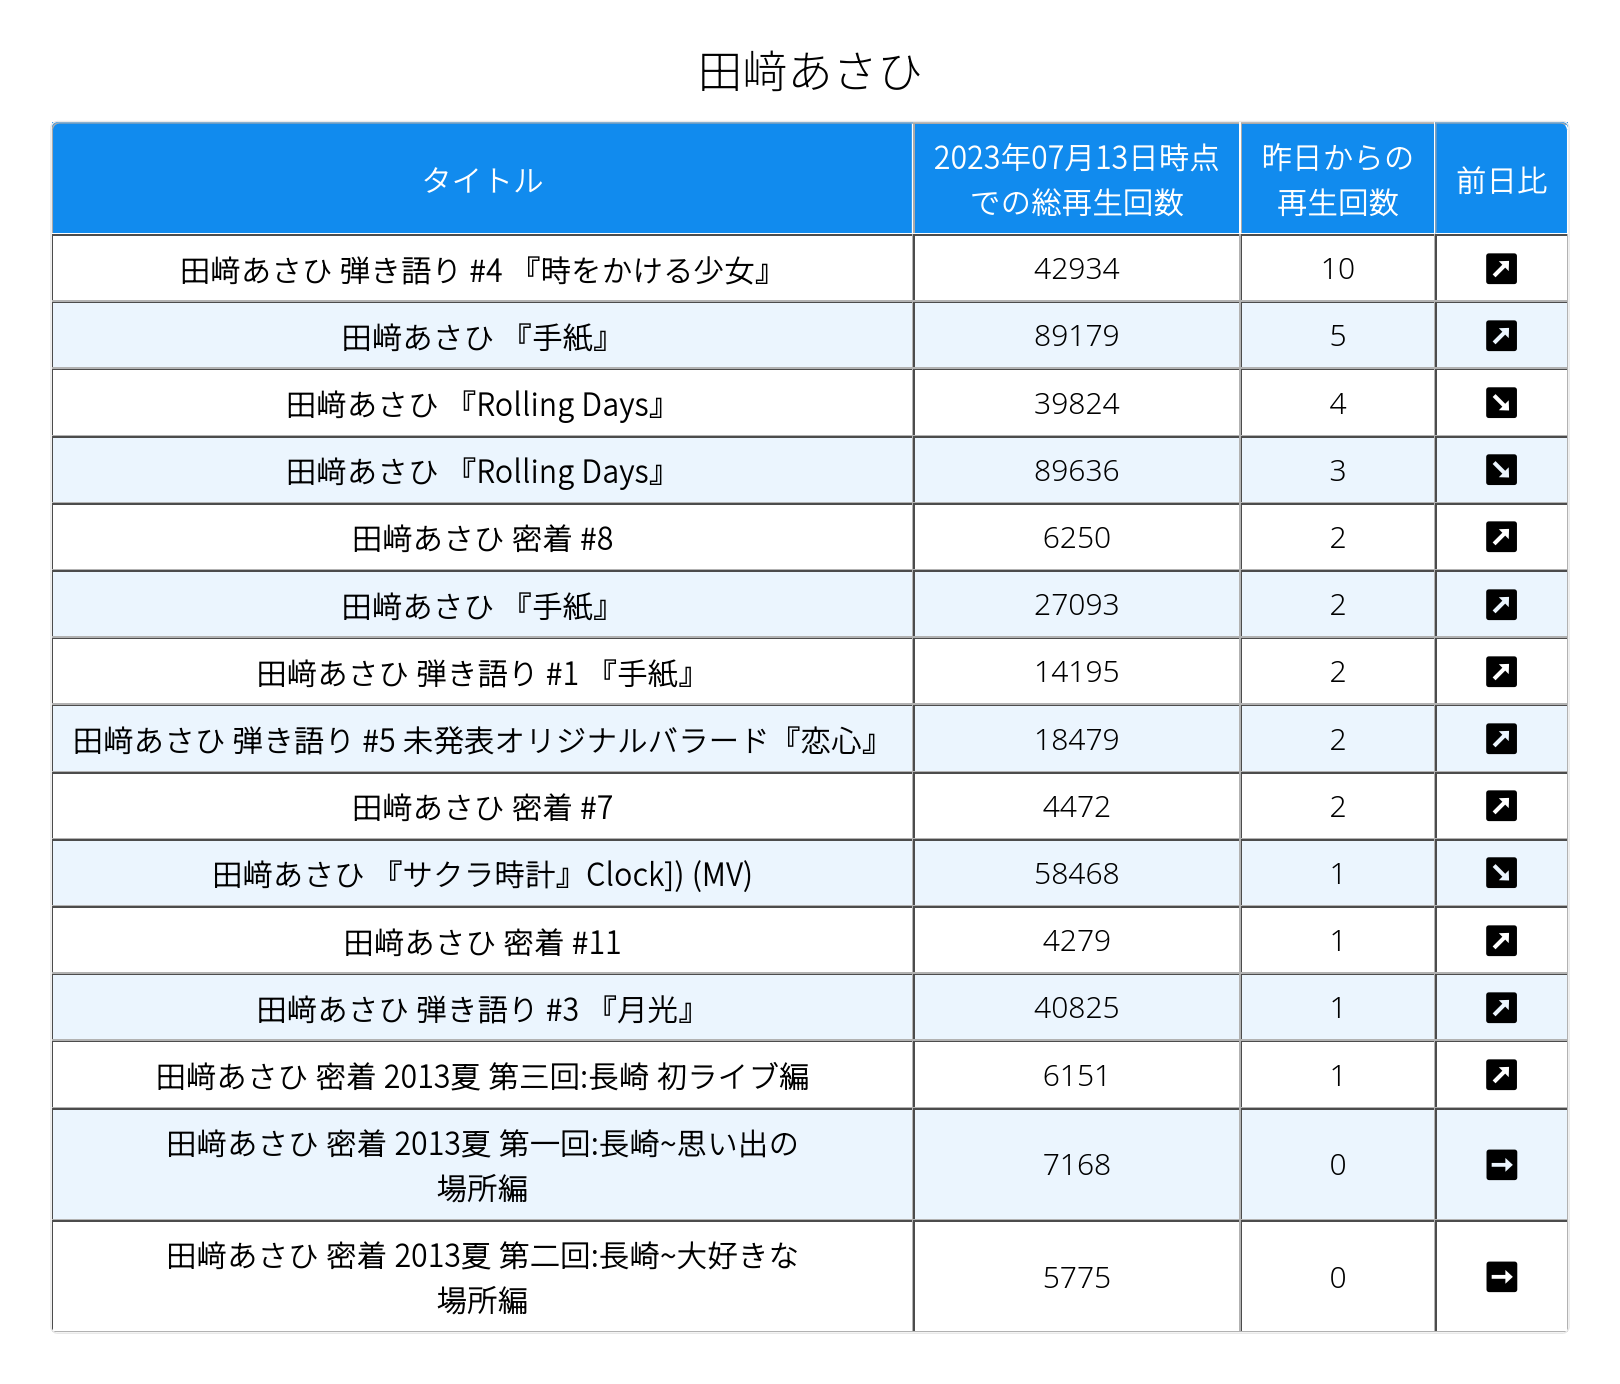 田﨑あさひ
タイトル
2023年07月13日時点
での総再生回数
昨日からの
再生回数
前日比
田﨑あさひ 弾き語り #4 『時をかける少女』 42934 10
田﨑あさひ 『手紙』 89179 5
田﨑あさひ 『Rolling Days』 39824 4
田﨑あさひ 『Rolling Days』 89636 3
田﨑あさひ 密着 #8 6250 2
田﨑あさひ 『手紙』 27093 2
田﨑あさひ 弾き語り #1 『手紙』 14195 2
田﨑あさひ 弾き語り #5 未発表オリジナルバラード『恋心』 18479 2
田﨑あさひ 密着 #7 4472 2
田﨑あさひ 『サクラ時計』Clock]) (MV) 58468 1
田﨑あさひ 密着 #11 4279 1
田﨑あさひ 弾き語り #3 『月光』 40825 1
田﨑あさひ 密着 2013夏 第三回:長崎 初ライブ編 6151 1
田﨑あさひ 密着 2013夏 第一回:長崎~思い出の
場所編 7168 0
田﨑あさひ 密着 2013夏 第二回:長崎~大好きな
場所編 5775 0